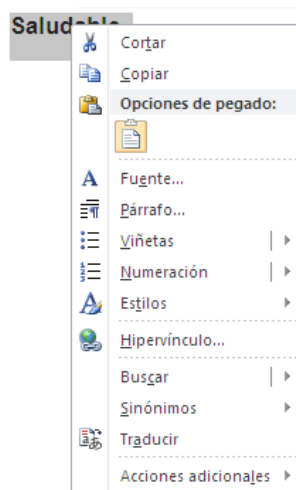 Saludable
Cortar
Copiar
Opciones de pegado:
Fuente...
Párrafo...
Viñetas
Numeración
Estilos
Hipervínculo...
Buscar
Sinónimos
Traducir
Acciones adicionales